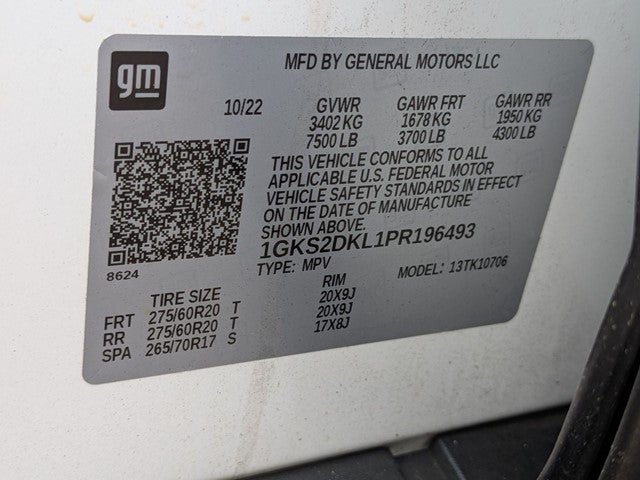 gm
MFD BY GENERAL MOTORS LLC
10/22 GVWR GAWR FRT GAWR RR
3402 KG 1678 KG 1950 KG
7500 LB 3700 LB 4300 LB
THIS VEHICLE CONFORMS TO ALL
APPLICABLE U.S. FEDERAL MOTOR
VEHICLE SAFETY STANDARDS IN EFFECT
ON THE DATE OF MANUFACTURE
SHOWN ABOVE.
1GKS2DKL1PR196493
8624
TYPE: MPV MODEL: 13TK10706
TIRE SIZE RIM
FRT 275/60R20 T 20X9J
RR 275/60R20 T 20X9J
SPA 265/70R17 S 17X8J